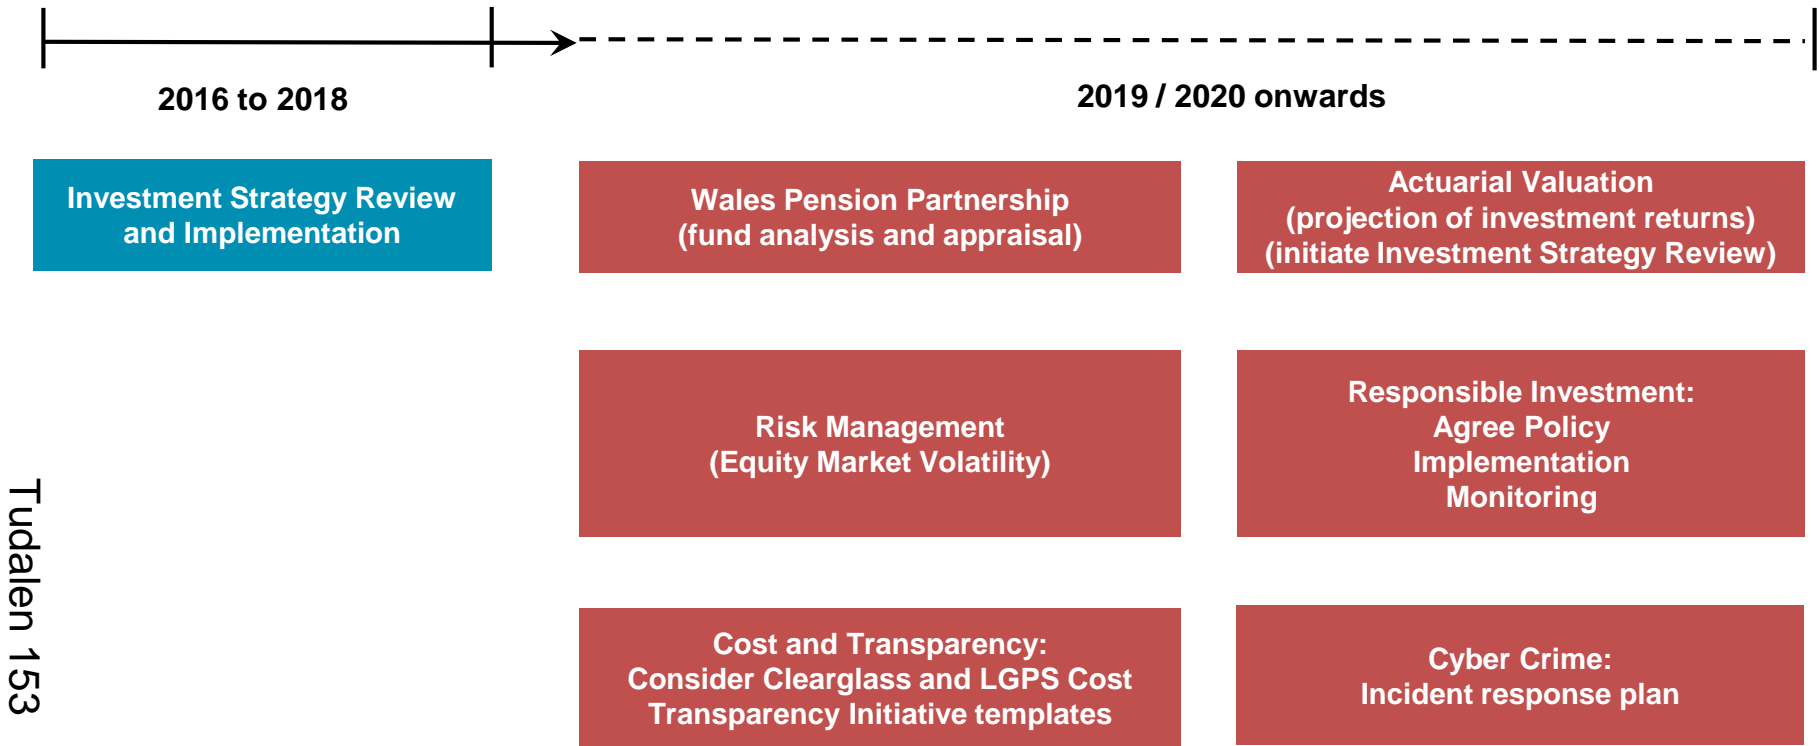 2016 to 2018
2019 / 2020 onwards
Investment Strategy Review
and Implementation
Wales Pension Partnership
(fund analysis and appraisal)
Actuarial Valuation
(projection of investment returns)
(initiate Investment Strategy Review)
Risk Management
(Equity Market Volatility)
Responsible Investment:
Agree Policy
Implementation
Monitoring
Cost and Transparency:
Consider Clearglass and LGPS Cost
Transparency Initiative templates
Cyber Crime:
Incident response plan
Tudalen 153